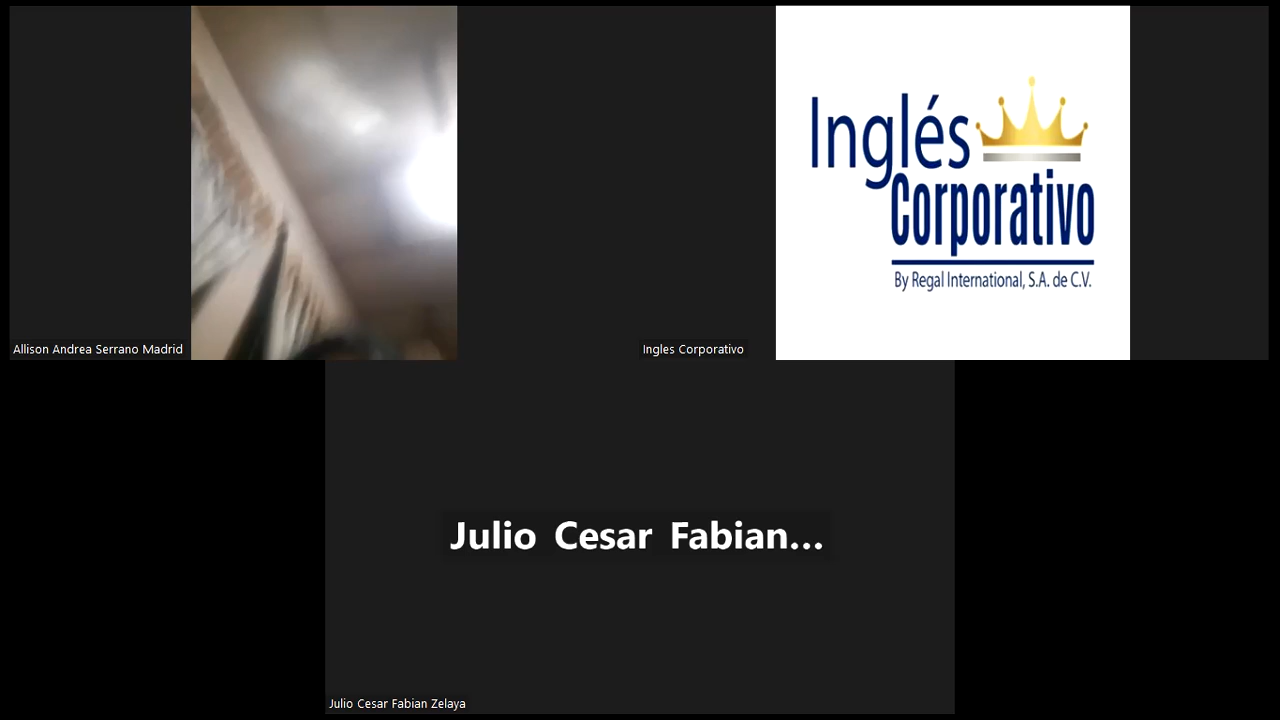 Inglés
Corporativo
By Regal International, S.A. de C.V.
Allison Andrea Serrano Madrid
Ingles Corporativo
Julio Cesar Fabian...
Julio Cesar Fabian Zelaya